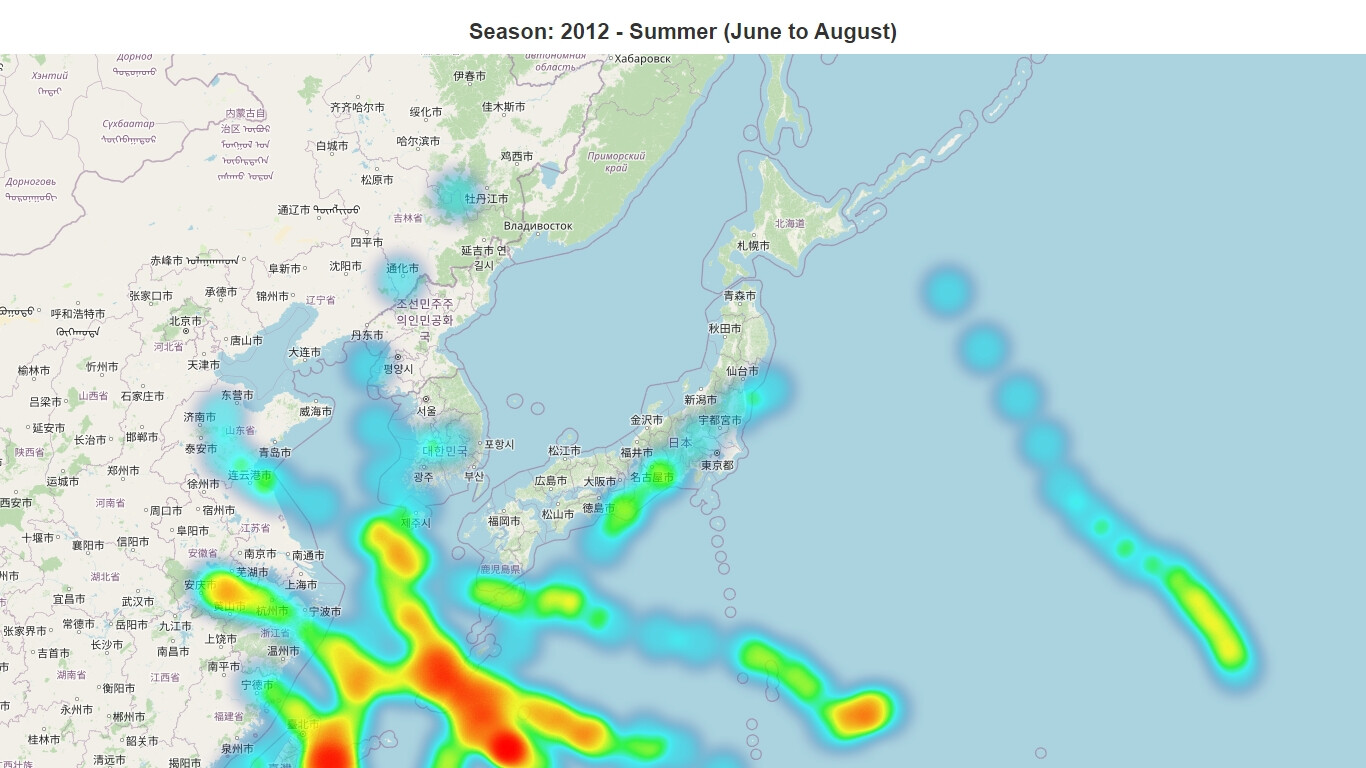 Season: 2012 - Summer (June to August)
Дорнод
автономная
область
Хабаровск
Хэнтий
伊春市
齐齐哈尔市
绥化市
佳木斯市
内蒙古自
治区
Сүхбаатар
白城市
哈尔滨市
鸡西市
Приморский
край
Дорноговь
松原市
牡丹江市
通辽市
吉林省
Владивосток
北海道
四平市
延吉市 연
길시
札幌市
赤峰市
阜新市
沈阳市
通化市
张家口市
承德市
锦州市
辽宁省
조선민주주
의인민공화
국
青森市
呼和浩特市
北京市
秋田市
河北省
唐山市
丹东市
大连市
天津市
榆林市
忻州市
평양시
仙台市
吕梁市
山西省
石家庄市
东营市
威海市
서울
新潟市
延安市
长治市
邯郸市
济南市
山东省
金沢市
宇都宮市
陕西省
泰安市
青岛市
대한민국
포항시
松江市
福井市
日本
东京都
运城市
郑州市
连云港市
광주
부산
広島市
大阪市
名古屋市
西安市
河南省
徐州市
周口市
宿州市
제주시
福岡市
松山市
徳島市
十堰市
襄阳市
信阳市
阜阳市
江苏省
安徽省
南京市
南通市
湖北省
芜湖市
鹿児島県
宜昌市
武汉市
安庆市
上海市
黄山市
杭州市
宁波市
张家界市
常德市
岳阳市
九江市
浙江省
吉首市
长沙市
南昌市
上饶市
温州市
湖南省
江西省
南平市
衡阳市
宁德市
永州市
郴州市
福建省
臺北市
桂林市
韶关市
泉州市
清远市
揭阳市